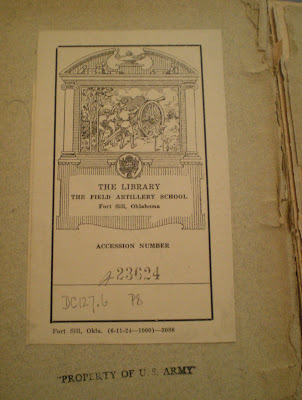 THE LIBRARY
THE FIELD ARTILLERY SCHOOL
Fort Sill, Oklahoma
ACCESSION NUMBER
23624
DC127.6 P8
Fort Sill, Okla. (6-11-24—1000)—3086
"PROPERTY OF U.S. ARMY"